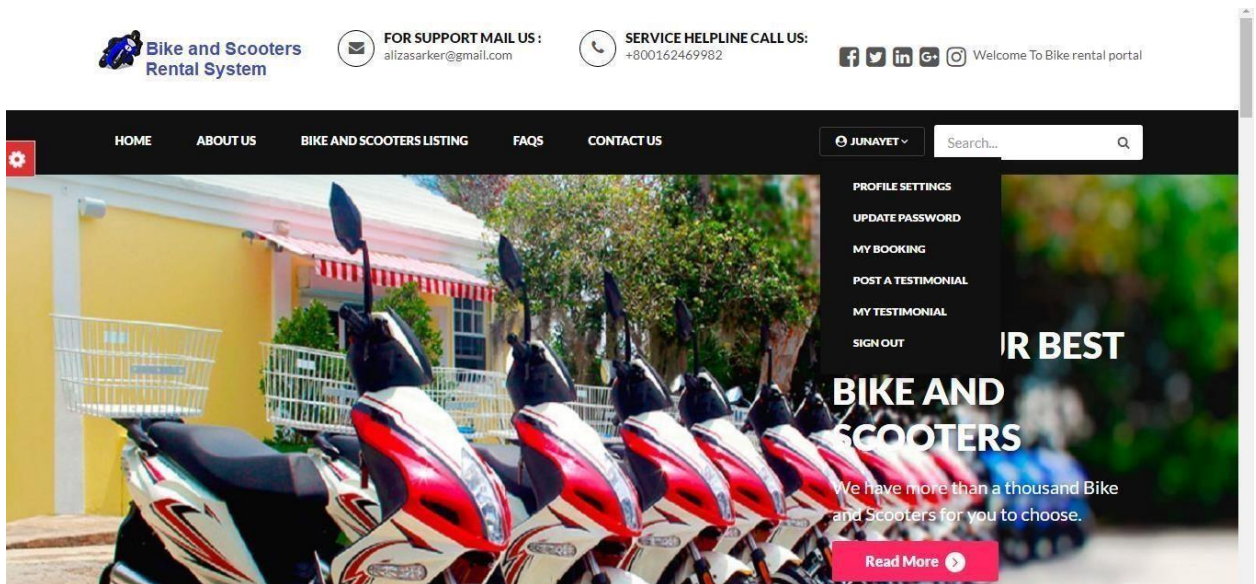 Bike and Scooters
Rental System
FOR SUPPORT MAIL US :
alizasarker@gmail.com
SERVICE HELPLINE CALL US:
+800162469982
Welcome To Bike rental portal
HOME
ABOUT US
BIKE AND SCOOTERS LISTING
FAQS
CONTACT US
JUNAYET
Search...
PROFILE SETTINGS
UPDATE PASSWORD
MY BOOKING
POST A TESTIMONIAL
MY TESTIMONIAL
SIGN OUT
BEST
BIKE AND
SCOOTERS
We have more than a thousand Bike
and Scooters for you to choose.
Read More